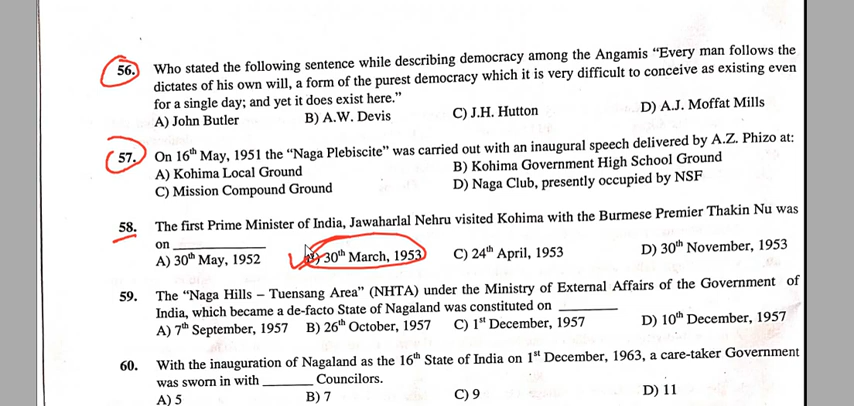 56. Who stated the following sentence while describing democracy among the Angamis “Every man follows the
dictates of his own will, a form of the purest democracy which it is very difficult to conceive as existing even
for a single day; and yet it does exist here.”
A) John Butler B) A.W. Devis C) J.H. Hutton D) A.J. Moffat Mills
57. On 16th May, 1951 the “Naga Plebiscite” was carried out with an inaugural speech delivered by A.Z. Phizo at:
A) Kohima Local Ground B) Kohima Government High School Ground
C) Mission Compound Ground D) Naga Club, presently occupied by NSF
58. The first Prime Minister of India, Jawaharlal Nehru visited Kohima with the Burmese Premier Thakin Nu was
on ____________
A) 30th May, 1952 30th March, 1953 C) 24th April, 1953 D) 30th November, 1953
59. The “Naga Hills – Tuensang Area” (NHTA) under the Ministry of External Affairs of the Government of
India, which became a de-facto State of Nagaland was constituted on ________
A) 7th September, 1957 B) 26th October, 1957 C) 1st December, 1957 D) 10th December, 1957
60. With the inauguration of Nagaland as the 16th State of India on 1st December, 1963, a care-taker Government
was sworn in with _______ Councilors.
A) 5 B) 7 C) 9 D) 11